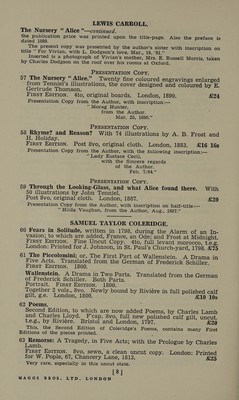 LEWIS CARROLL.
The Nursery "Alice"—continued.
the publication price was printed upon the title-page. Also the preface is
dated 1889.
The present copy was presented by the author's sister with inscription on
title "For Vivian, with L. Dodgson's love, Mar., 18. '91."
Inserted is a photograph of Vivian's mother, Mrs. E. Russell Morris, taken
by Charles Dodgson on the roof over his rooms at Oxford.
PRESENTATION COPY.
57 The Nursery "Alice." Twenty fine coloured engravings enlarged
from Tenniel's illustrations, the cover designed and coloured by E.
Gertrude Thomson.
FIRST EDITION. 4to, original boards. London, 1890. £24
Presentation Copy from the Author, with inscription:—
"Morag Hunter,
from the Author.
Mar. 25, 1890."
PRESENTATION COPY.
58 Rhyme? and Reason? With 74 illustrations by A. B. Frost and
H. Holiday.
FIRST EDITION. Post 8vo, original cloth. London, 1883. £16 16s
Presentation Copy from the Author, with the following inscription:—
"Lady Eustace Cecil,
with the Sincere regards
of the Author.
Feb. 7/84."
PRESENTATION COPY.
59 Through the Looking-Glass, and what Alice found there. With
50 illustrations by John Tenniel.
Post 8vo, original cloth. London, 1887. £20
Presentation Copy from the Author, with inscription on half-title—
"Hilda Vaughan, from the Author, Aug., 1887."
SAMUEL TAYLOR COLERIDGE.
60 Fears in Solitude, written in 1798, during the Alarm of an In-
vasion; to which are added, France, an Ode; and Frost at Midnight.
FIRST EDITION. Fine Uncut Copy. 4to, full levant morocco, t.e.g.
London: Printed for J. Johnson, in St. Paul's Church-yard, 1798. £75
61 The Piccolomini; or, The First Part of Wallenstein. A Drama in
Five Acts. Translated from the German of Frederick Schiller.
FIRST EDITION. London, 1800.
Wallenstein. A Drama in Two Parts. Translated from the German
of Frederick Schiller. Both Parts.
Portrait. FIRST EDITION. 1800.
Together 2 vols., 8vo. Newly bound by Rivière in full polished calf
gilt, g.e. London, 1800. £10 10s
62 Poems.
Second Edition, to which are now added Poems, by Charles Lamb
and Charles Lloyd. Fcap. 8vo, full new polished calf gilt, uncut,
t.e.g., by Rivière. Bristol and London, 1797. £20
This, the Second Edition of Coleridge's Poems, contains many First
Editions of the pieces printed.
63 Remorse: A Tragedy, in Five Acts; with the Prologue by Charles
Lamb.
FIRST EDITION. 8vo, sewn, a clean uncut copy. London: Printed
for W. Pople, 67, Chancery Lane, 1813. £25
Very rare, especially in this uncut state.
[ 8 ]
MAGGS BROS. LTD. LONDON